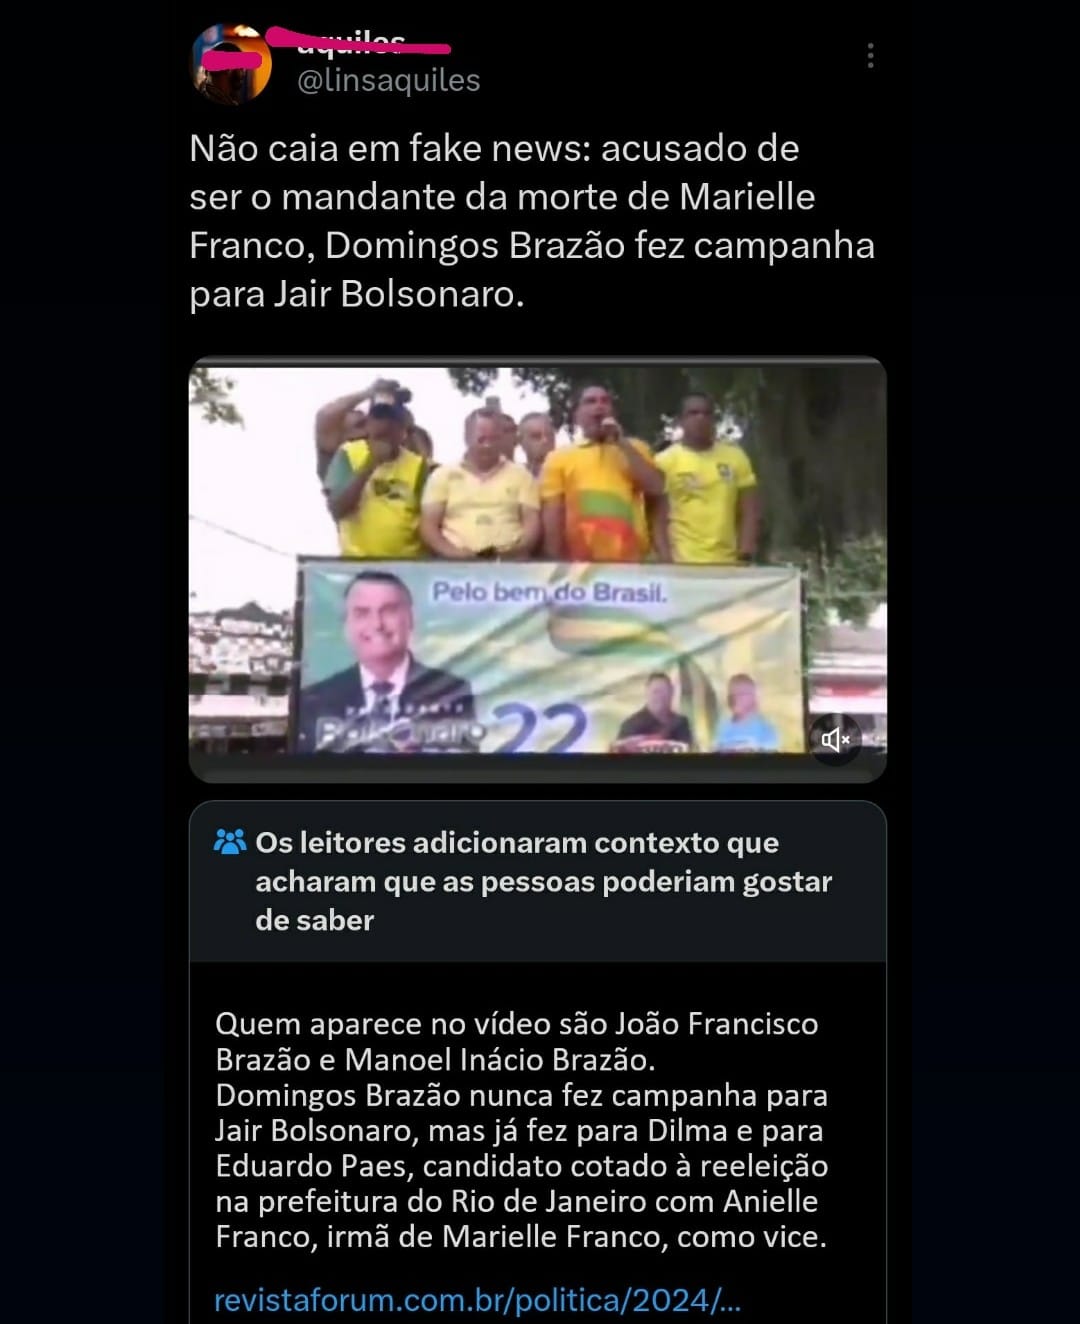 aquiles
@linsaquiles
Não caia em fake news: acusado de
ser o mandante da morte de Marielle
Franco, Domingos Brazão fez campanha
para Jair Bolsonaro.
Pelo bem do Brasil.
Bolsonaro 22
Os leitores adicionaram contexto que
acharam que as pessoas poderiam gostar
de saber
Quem aparece no vídeo são João Francisco
Brazão e Manoel Inácio Brazão.
Domingos Brazão nunca fez campanha para
Jair Bolsonaro, mas já fez para Dilma e para
Eduardo Paes, candidato cotado à reeleição
na prefeitura do Rio de Janeiro com Anielle
Franco, irmã de Marielle Franco, como vice.
revistaforum.com.br/politica/2024/...